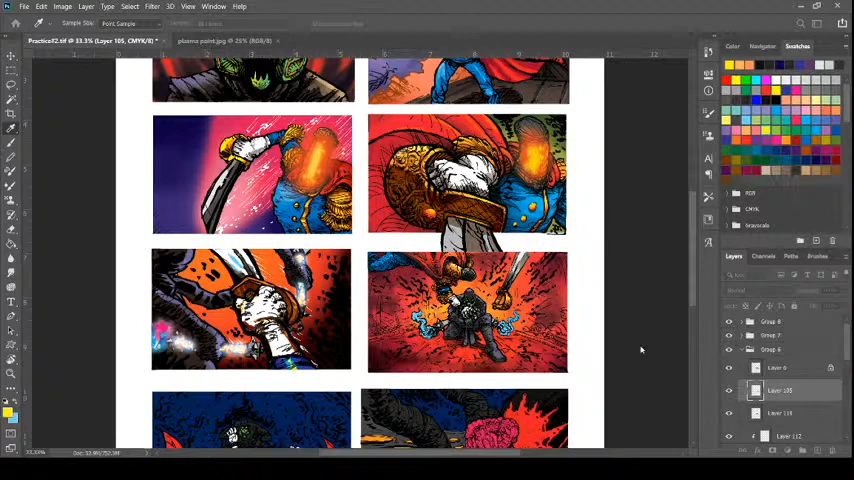 File Edit Image Layer Type Select Filter 3D View Window Help
Sample Size: Point Sample
Practice#2.tif @ 33.3% (Layer 105, CMYK/8) * ×
plasma paint.jpg @ 25% (RGB/8) ×
Color Navigator Swatches
RGB
CMYK
Grayscale
Layers Channels Paths Brushes
Group 8
Group 7
Group 6
Layer 6
Layer 105
Layer 110
Layer 112
33.33%